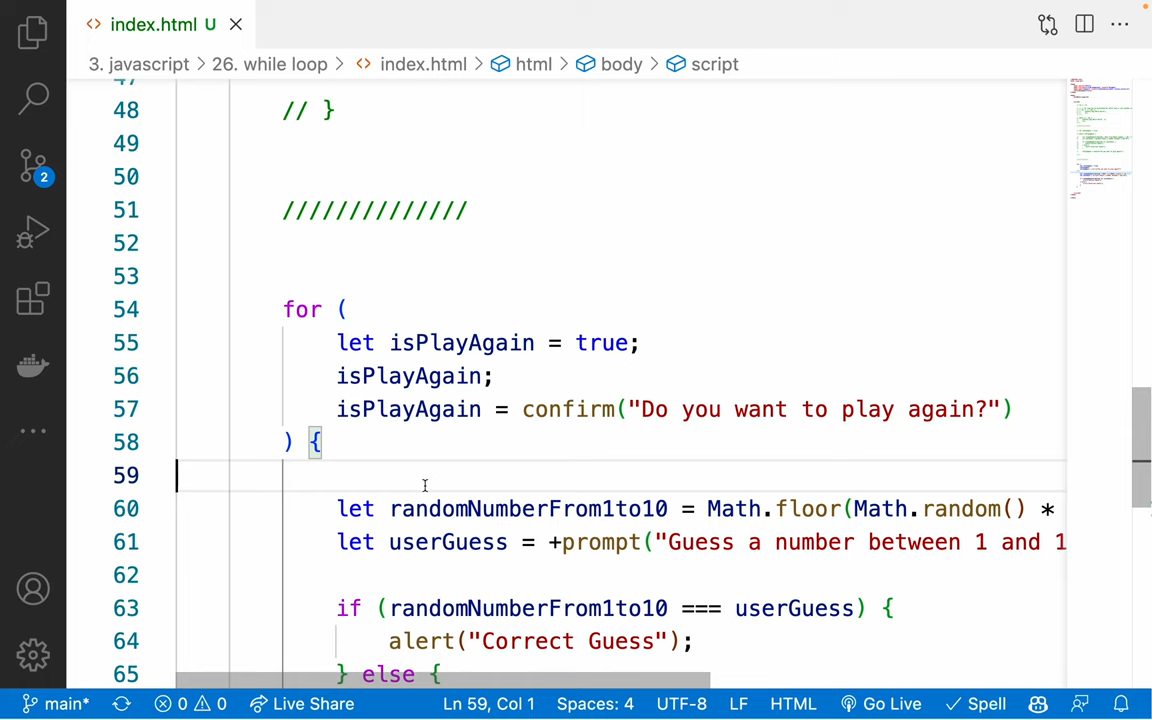 index.html U
3. javascript > 26. while loop > index.html > html > body > script
48 // }
49
50
51 //////////////
52
53
54 for (
55 let isPlayAgain = true;
56 isPlayAgain;
57 isPlayAgain = confirm("Do you want to play again?")
58 ) {
59
60 let randomNumberFrom1to10 = Math.floor(Math.random() *
61 let userGuess = +prompt("Guess a number between 1 and 1
62
63 if (randomNumberFrom1to10 === userGuess) {
64 alert("Correct Guess");
65 } else {
2
main* 0 0 Live Share Ln 59, Col 1 Spaces: 4 UTF-8 LF HTML Go Live Spell